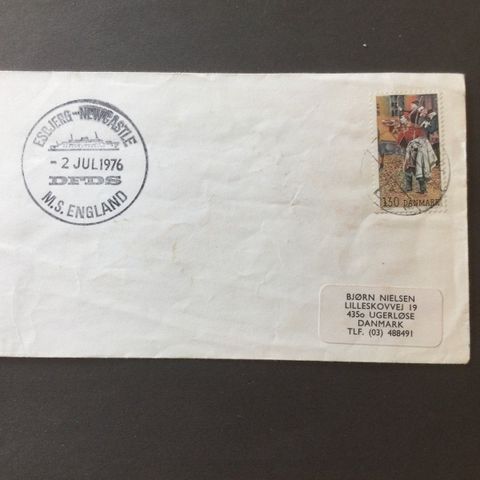 ESBJERG-NEWCASTLE
- 2 JUL 1976
DFDS
M.S. ENGLAND
130 DANMARK
BJØRN NIELSEN
LILLESKOVVEJ 19
435o UGERLØSE
DANMARK
TLF. (03) 488491